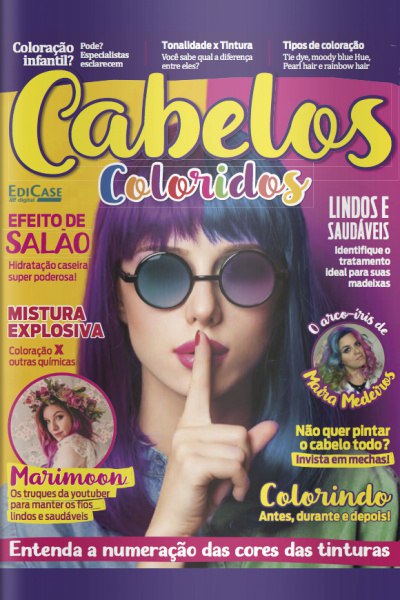 Coloração
infantil?
Pode?
Especialistas
esclarecem
Tonalidade x Tintura
Você sabe qual a diferença
entre eles?
Tipos de coloração
Tie dye, moody blue Hue,
Pearl hair e rainbow hair
Cabelos
Coloridos
EDICASE
digital
EFEITO DE
SALÃO
Hidratação caseira
super poderosa!
MISTURA
EXPLOSIVA
Coloração X
outras químicas
LINDOS E
SAUDÁVEIS
Identifique o
tratamento
ideal para suas
madeixas
O arco-íris de
Maira Medeiros
Não quer pintar
o cabelo todo?
Invista em mechas!
Marimoon
Os truques da youtuber
para manter os fios
lindos e saudáveis
Colorindo
Antes, durante e depois!
Entenda a numeração das cores das tinturas